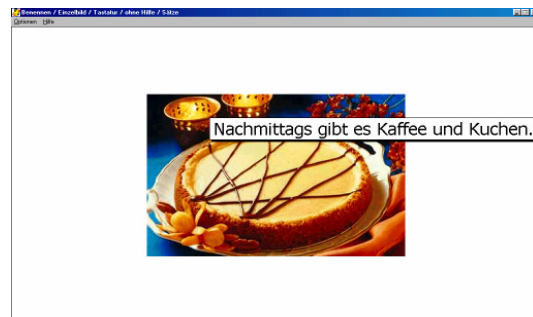 Benennen / Einzelbild / Tastatur / ohne Hilfe / Sätze
Optionen Hilfe
Nachmittags gibt es Kaffee und Kuchen.